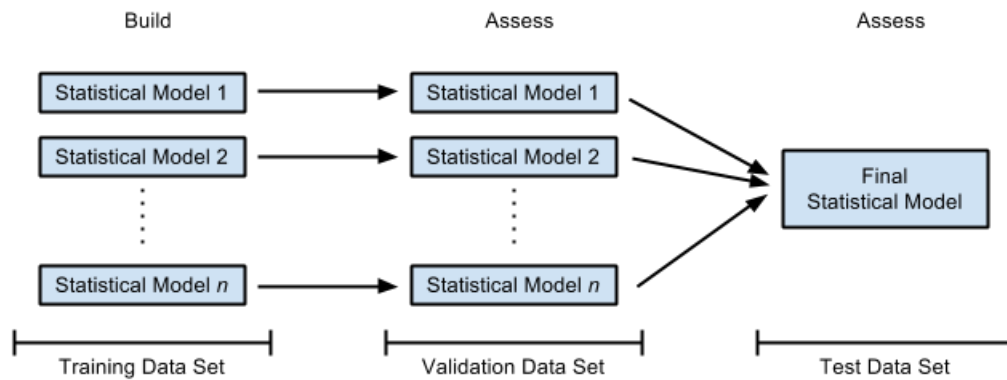 Build Assess Assess
Statistical Model 1 Statistical Model 1
Statistical Model 2 Statistical Model 2
Final
Statistical Model
Statistical Model n Statistical Model n
Training Data Set Validation Data Set Test Data Set